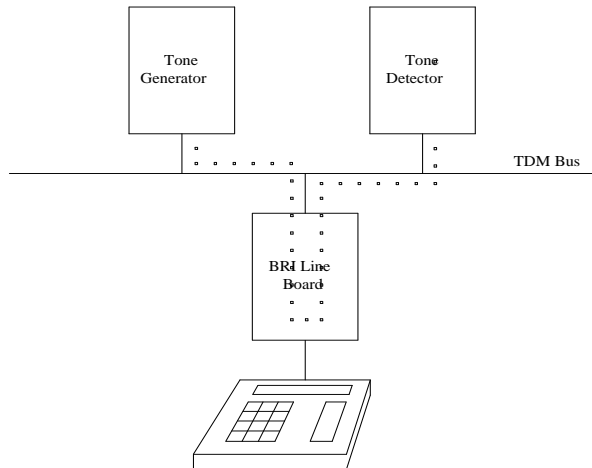 Tone
Generator
Tone
Detector
TDM Bus
BRI Line
Board